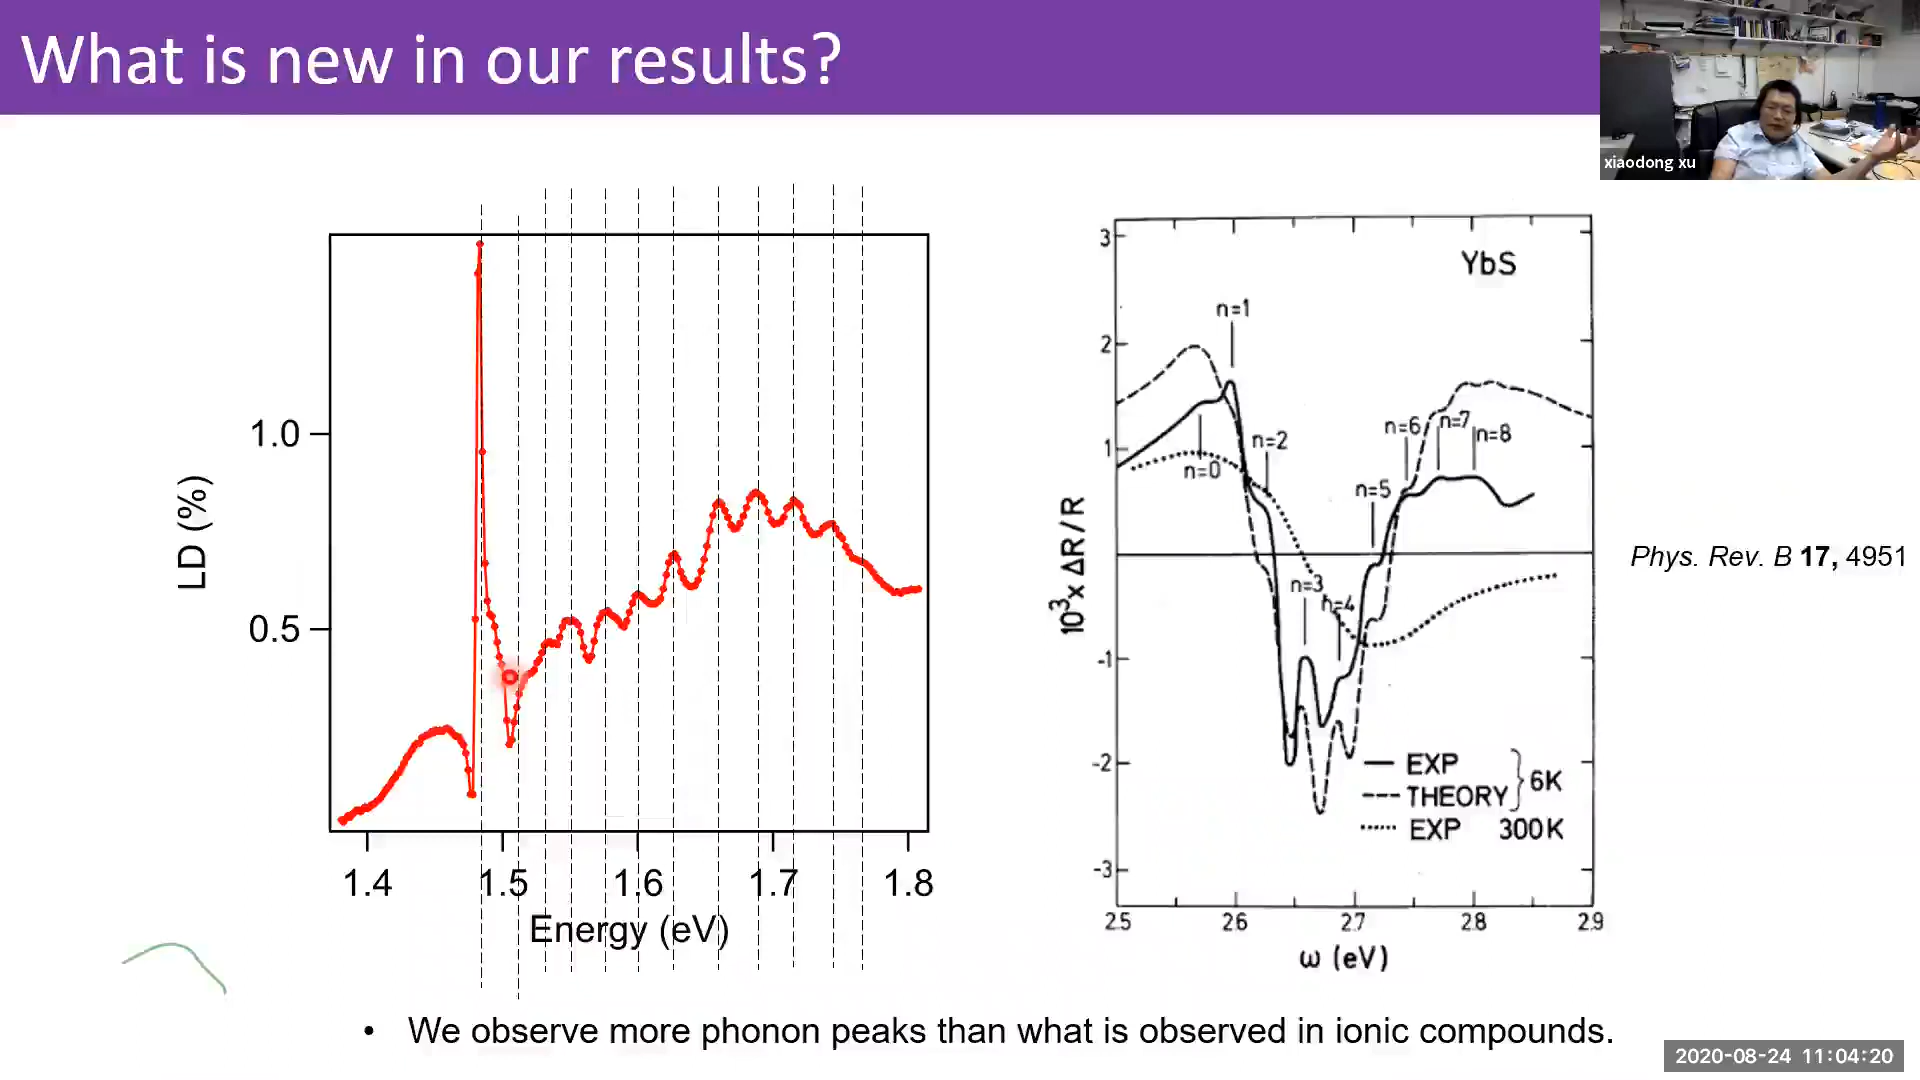 What is new in our results?
xiaodong xu
LD (%)
1.0
0.5
1.4 1.5 1.6 1.7 1.8
Energy (eV)
YbS
10³x ΔR/R
3
2
1
-1
-2
-3
n=1
n=2
n=0
n=6
n=7
n=8
n=5
n=3
n=4
EXP
THEORY
6K
EXP 300K
2.5 2.6 2.7 2.8 2.9
ω (eV)
Phys. Rev. B 17, 4951
• We observe more phonon peaks than what is observed in ionic compounds.
2020-08-24 11:04:20